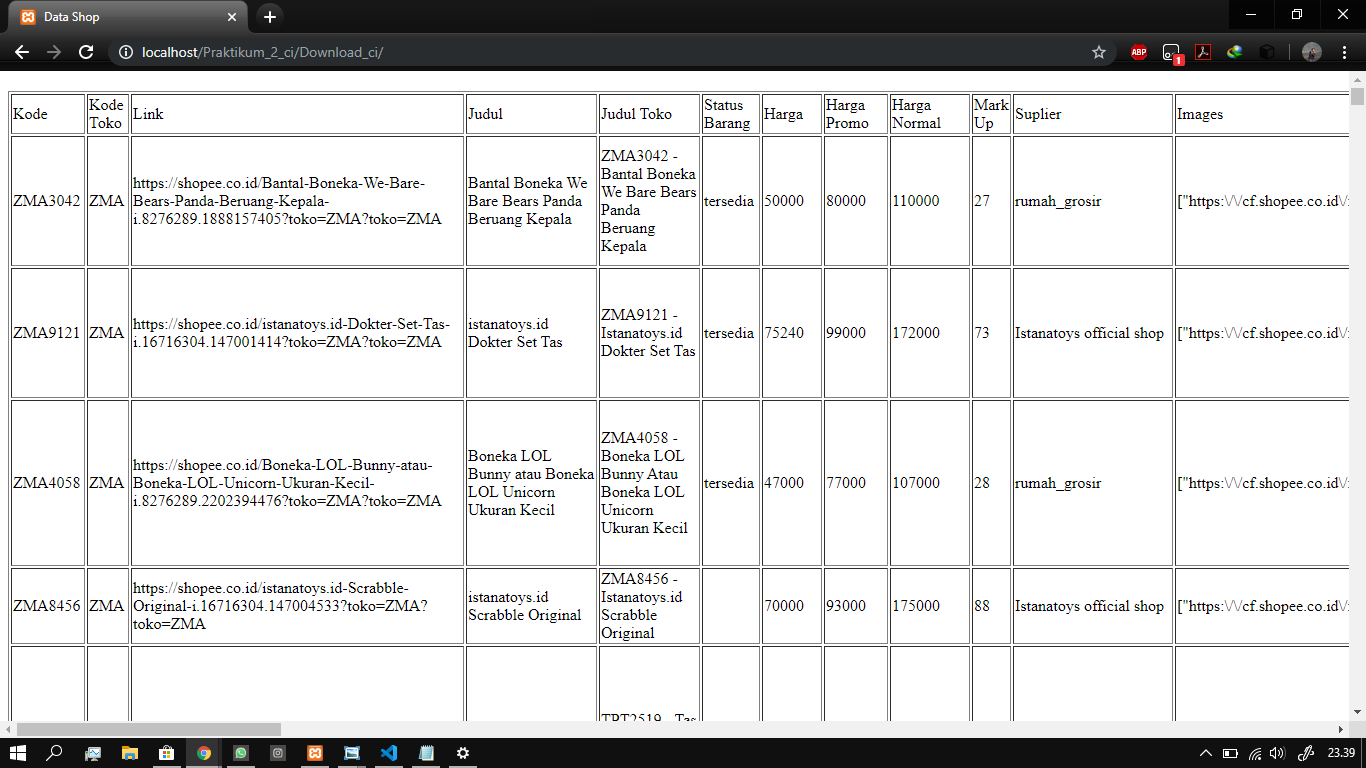 Data Shop
localhost/Praktikum_2_ci/Download_ci/
ABP
1
Kode
Kode
Toko
Link
Judul
Judul Toko
Status
Barang
Harga
Harga
Promo
Harga
Normal
Mark
Up
Suplier
Images
ZMA3042
ZMA
https://shopee.co.id/Bantal-Boneka-We-Bare-
Bears-Panda-Beruang-Kepala-
i.8276289.1888157405?toko=ZMA?toko=ZMA
Bantal Boneka We
Bare Bears Panda
Beruang Kepala
ZMA3042 -
Bantal Boneka
We Bare Bears
Panda
Beruang
Kepala
tersedia
50000
80000
110000
27
rumah_grosir
["https:\/\/cf.shopee.co.id\/
ZMA9121
ZMA
https://shopee.co.id/istanatoys.id-Dokter-Set-Tas-
i.16716304.147001414?toko=ZMA?toko=ZMA
istanatoys.id
Dokter Set Tas
ZMA9121 -
Istanatoys.id
Dokter Set Tas
tersedia
75240
99000
172000
73
Istanatoys official shop
["https:\/\/cf.shopee.co.id\/
ZMA4058
ZMA
https://shopee.co.id/Boneka-LOL-Bunny-atau-
Boneka-LOL-Unicorn-Ukuran-Kecil-
i.8276289.2202394476?toko=ZMA?toko=ZMA
Boneka LOL
Bunny atau Boneka
LOL Unicorn
Ukuran Kecil
ZMA4058 -
Boneka LOL
Bunny Atau
Boneka LOL
Unicorn
Ukuran Kecil
tersedia
47000
77000
107000
28
rumah_grosir
["https:\/\/cf.shopee.co.id\/
ZMA8456
ZMA
https://shopee.co.id/istanatoys.id-Scrabble-
Original-i.16716304.147004533?toko=ZMA?
toko=ZMA
istanatoys.id
Scrabble Original
ZMA8456 -
Istanatoys.id
Scrabble
Original
70000
93000
175000
88
Istanatoys official shop
["https:\/\/cf.shopee.co.id\/
TPT2519 - Tas
23.39